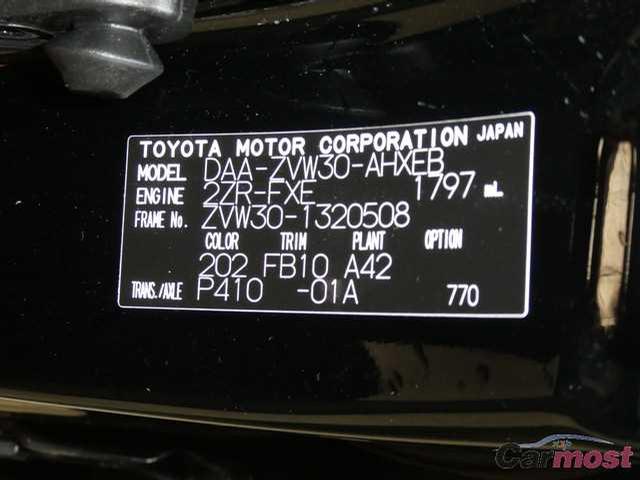 TOYOTA MOTOR CORPORATION JAPAN
MODEL DAA-ZVW30-AHXEB
ENGINE 2ZR-FXE 1797 mL
FRAME No. ZVW30-1320508
COLOR TRIM PLANT OPTION
202 FB10 A42
TRANS./AXLE P410 -01A 770
Carmost